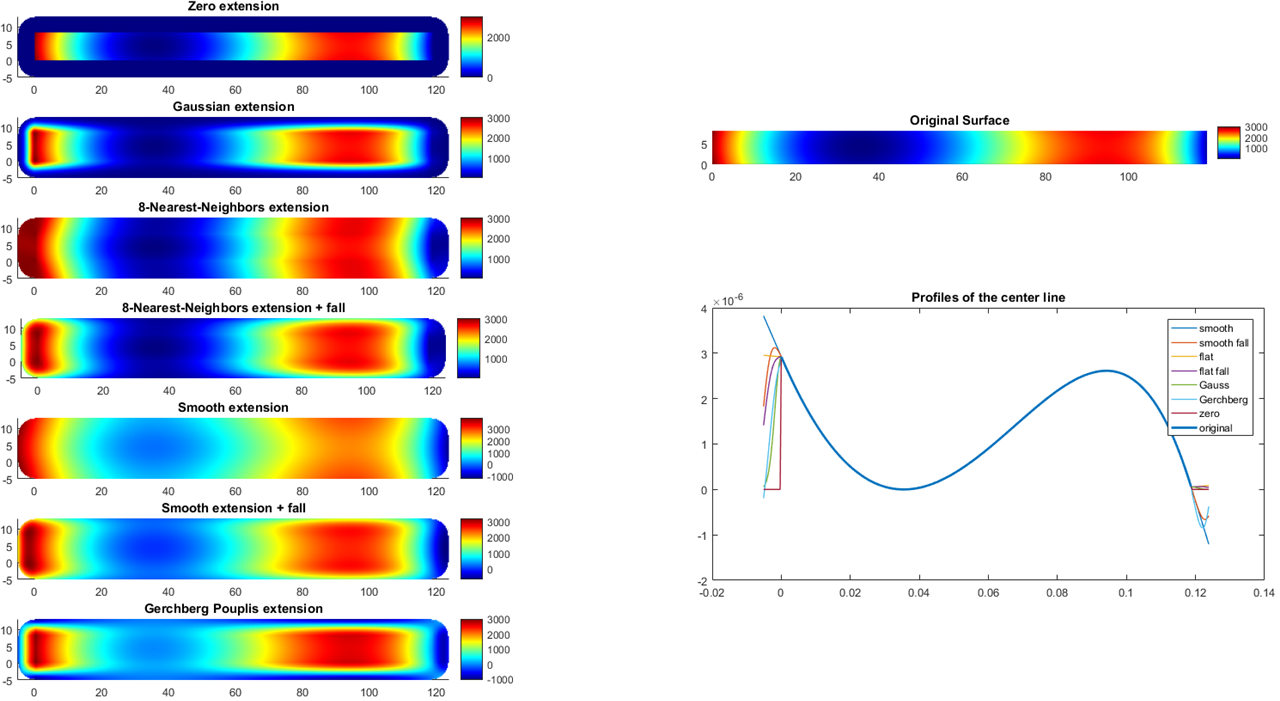 Zero extension
10
5
0
-5
0 20 40 60 80 100 120
2000
0
Gaussian extension
10
5
0
-5
0 20 40 60 80 100 120
3000
2000
1000
8-Nearest-Neighbors extension
10
5
0
-5
0 20 40 60 80 100 120
3000
2000
1000
8-Nearest-Neighbors extension + fall
10
5
0
-5
0 20 40 60 80 100 120
3000
2000
1000
Smooth extension
10
5
0
-5
0 20 40 60 80 100 120
3000
2000
1000
0
-1000
Smooth extension + fall
10
5
0
-5
0 20 40 60 80 100 120
3000
2000
1000
0
Gerchberg Pouplis extension
10
5
0
-5
0 20 40 60 80 100 120
3000
2000
1000
0
-1000
Original Surface
5
0
0 20 40 60 80 100
3000
2000
1000
Profiles of the center line
×10-6
4
3
2
1
0
-1
-2
-0.02 0 0.02 0.04 0.06 0.08 0.1 0.12 0.14
smooth
smooth fall
flat
flat fall
Gauss
Gerchberg
zero
original